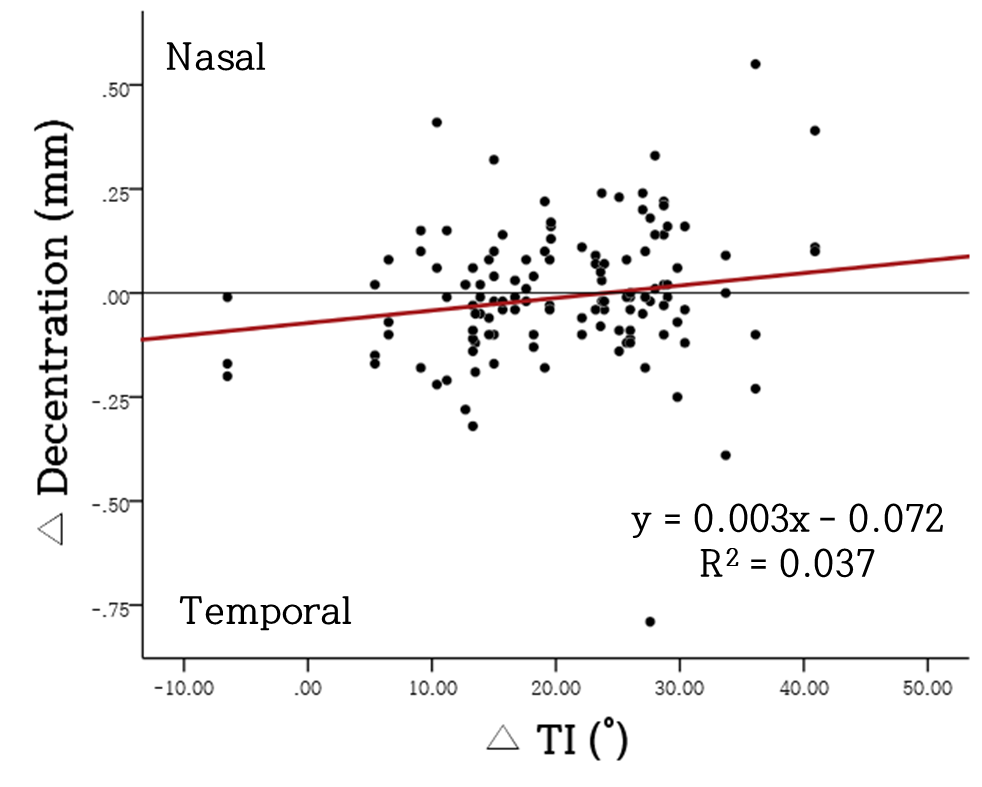 Nasal
.50
.25
.00
-.25
-.50
-.75
△ Decentration (mm)
y = 0.003x - 0.072
R² = 0.037
Temporal
-10.00 .00 10.00 20.00 30.00 40.00 50.00
△ TI (°)